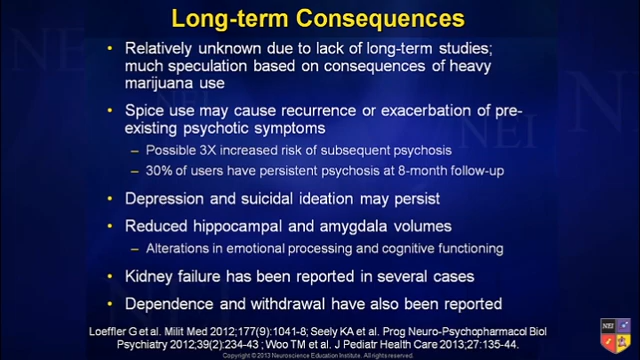 Long-term Consequences
• Relatively unknown due to lack of long-term studies;
much speculation based on consequences of heavy
marijuana use
• Spice use may cause recurrence or exacerbation of pre-
existing psychotic symptoms
– Possible 3X increased risk of subsequent psychosis
– 30% of users have persistent psychosis at 8-month follow-up
• Depression and suicidal ideation may persist
• Reduced hippocampal and amygdala volumes
– Alterations in emotional processing and cognitive functioning
• Kidney failure has been reported in several cases
• Dependence and withdrawal have also been reported
Loeffler G et al. Milit Med 2012;177(9):1041-8; Seely KA et al. Prog Neuro-Psychopharmacol Biol
Psychiatry 2012;39(2):234-43 ; Woo TM et al. J Pediatr Health Care 2013;27:135-44.
Copyright © 2013 Neuroscience Education Institute. All rights reserved.
NEI
NEI